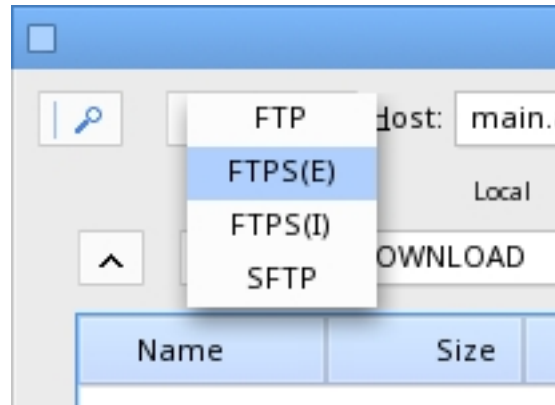 FTP
Host: main.
FTPS(E)
Local
FTPS(I)
OWNLOAD
SFTP
Name Size